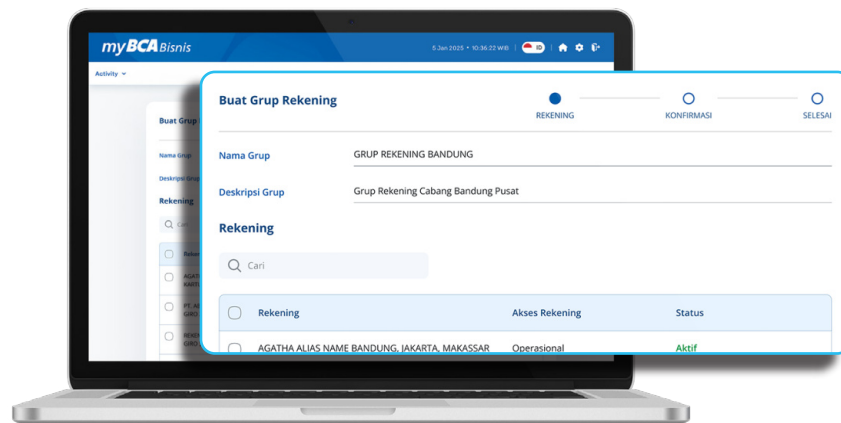 myBCA Bisnis
5 Jan 2025 • 10:36:22 WIB
ID
Activity
Buat Grup
Nama Grup
Deskripsi Grup
Rekening
Buat Grup Rekening
REKENING
KONFIRMASI
SELESAI
Nama Grup
GRUP REKENING BANDUNG
Deskripsi Grup
Grup Rekening Cabang Bandung Pusat
Rekening
Cari
Rekening
Akses Rekening
Status
AGATHA ALIAS NAME BANDUNG, JAKARTA, MAKASSAR
Operasional
Aktif